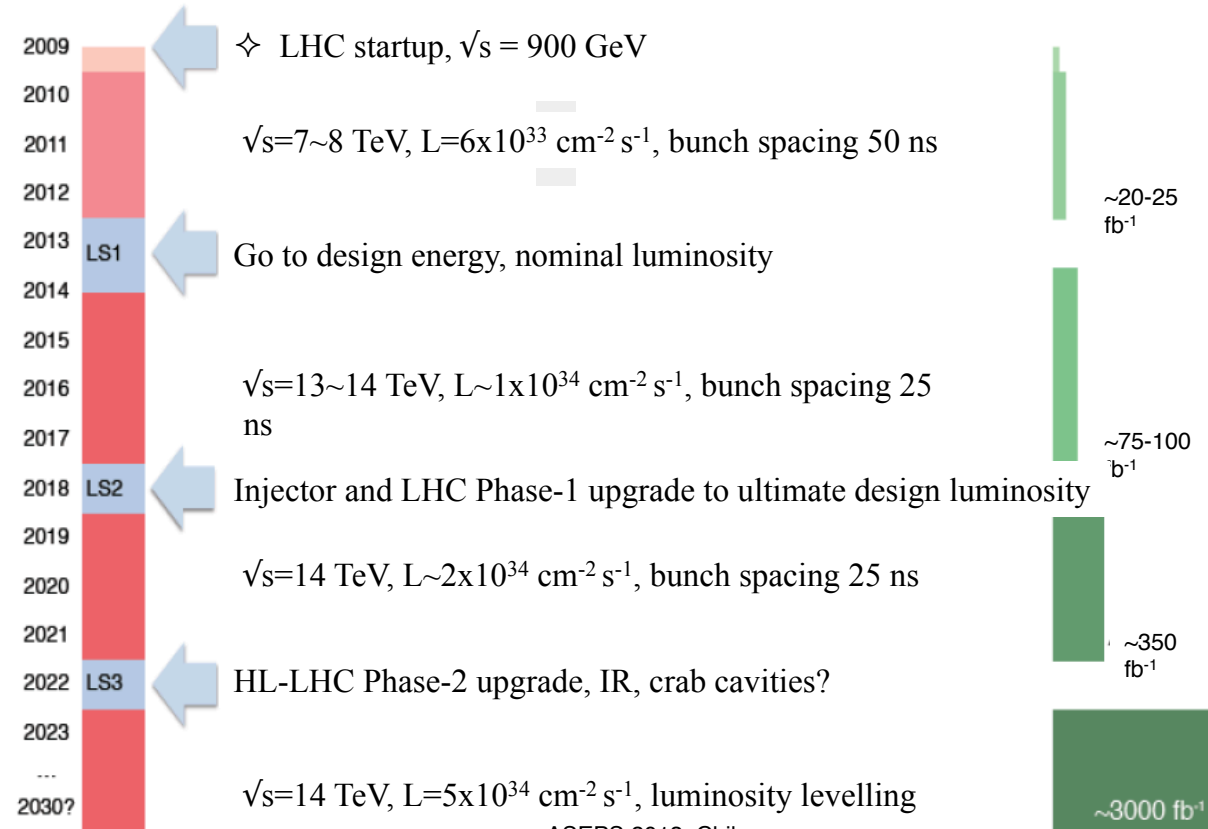 2009
✧ LHC startup, √s = 900 GeV
2010
2011
√s=7~8 TeV, L=6x10³³ cm⁻² s⁻¹, bunch spacing 50 ns
2012
~20-25
fb⁻¹
2013
LS1
Go to design energy, nominal luminosity
2014
2015
2016
√s=13~14 TeV, L~1x10³⁴ cm⁻² s⁻¹, bunch spacing 25
ns
2017
~75-100
b⁻¹
2018
LS2
Injector and LHC Phase-1 upgrade to ultimate design luminosity
2019
2020
√s=14 TeV, L~2x10³⁴ cm⁻² s⁻¹, bunch spacing 25 ns
2021
~350
fb⁻¹
2022
LS3
HL-LHC Phase-2 upgrade, IR, crab cavities?
2023
...
2030?
√s=14 TeV, L=5x10³⁴ cm⁻² s⁻¹, luminosity levelling
~3000 fb⁻¹